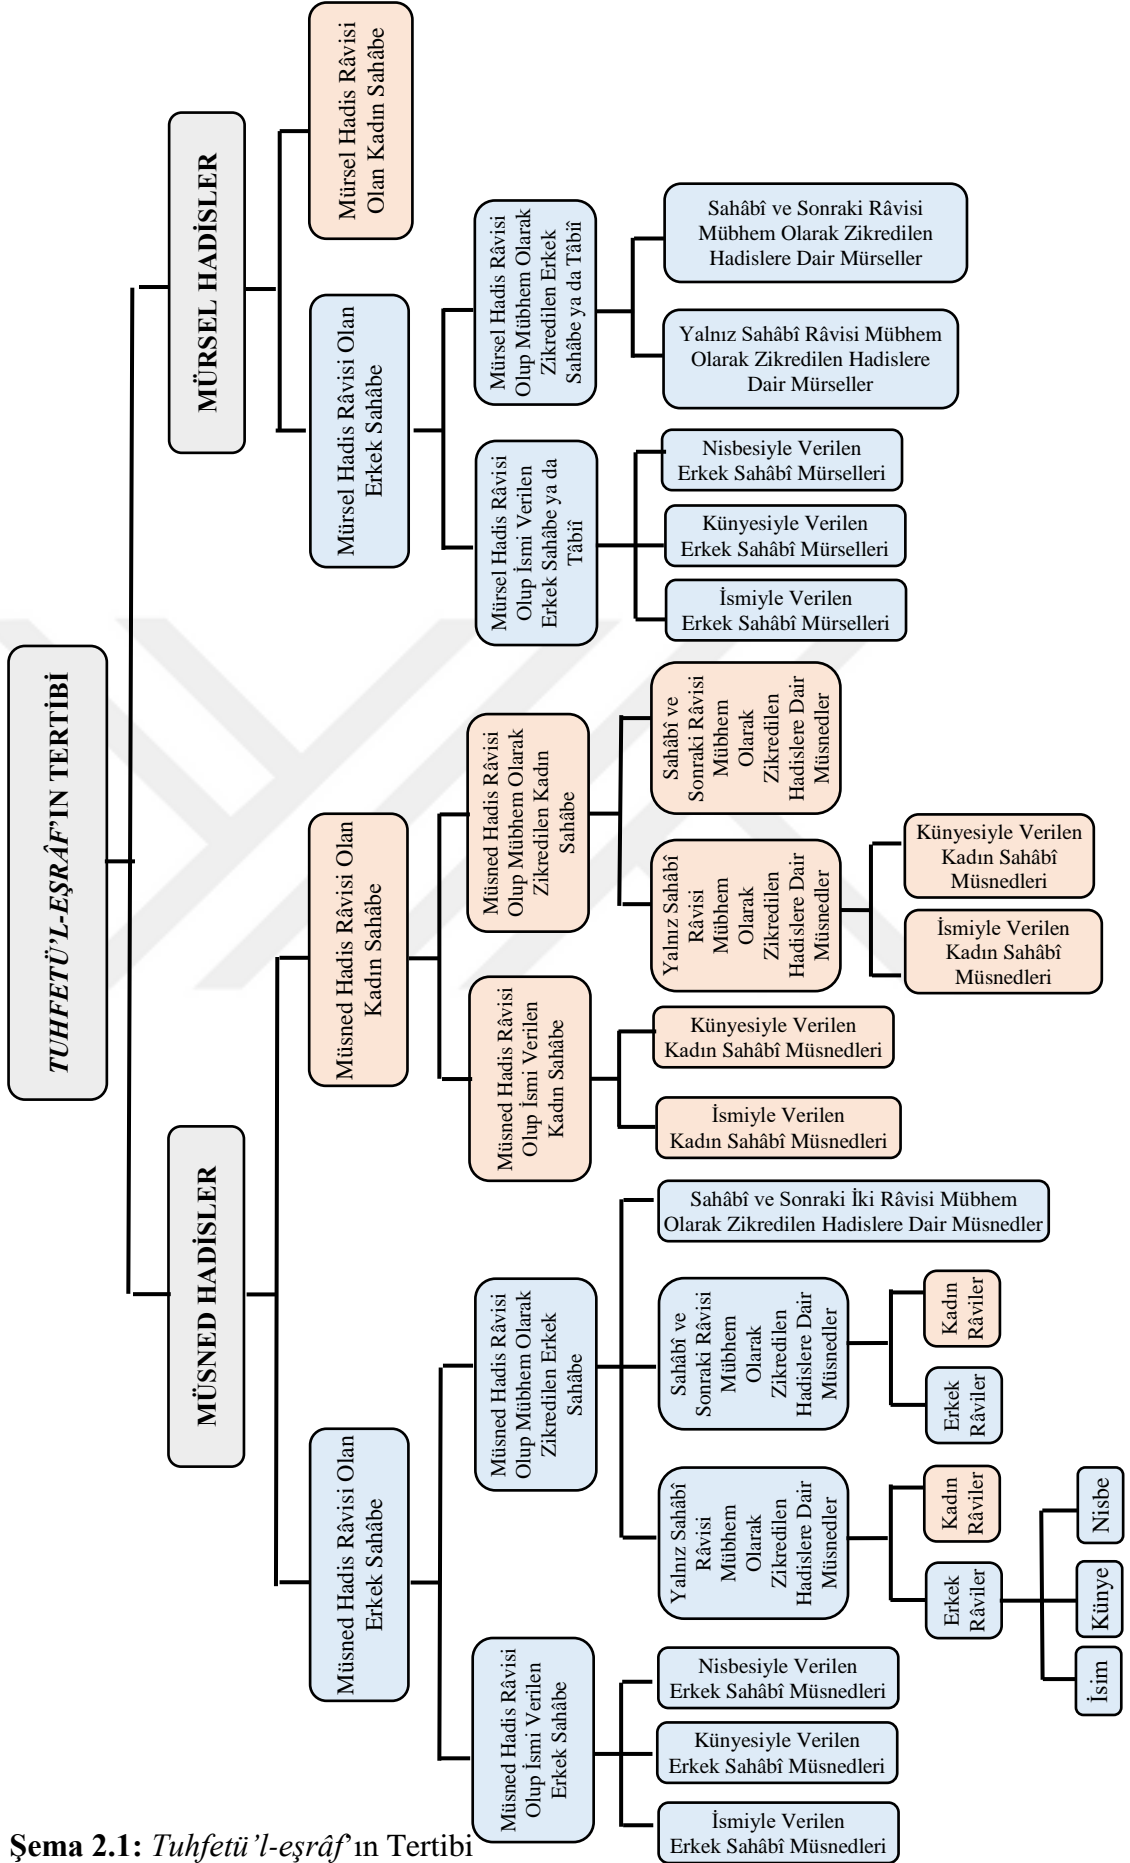 TUHFETÜ’L-EŞRÂF’IN TERTİBİ
MÜSNED HADİSLER
MÜRSEL HADİSLER
Müsned Hadis Râvisi Olan
Erkek Sahâbe
Müsned Hadis Râvisi Olan
Kadın Sahâbe
Mürsel Hadis Râvisi Olan
Erkek Sahâbe
Mürsel Hadis Râvisi
Olan Kadın Sahâbe
Müsned Hadis Râvisi
Olup İsmi Verilen
Erkek Sahâbe
Müsned Hadis Râvisi
Olup Mübhem Olarak
Zikredilen Erkek
Sahâbe
Müsned Hadis Râvisi
Olup İsmi Verilen
Kadın Sahâbe
Müsned Hadis Râvisi
Olup Mübhem Olarak
Zikredilen Kadın
Sahâbe
Mürsel Hadis Râvisi
Olup İsmi Verilen
Erkek Sahâbe ya da
Tâbiî
Mürsel Hadis Râvisi
Olup Mübhem Olarak
Zikredilen Erkek
Sahâbe ya da Tâbiî
İsmiyle Verilen
Erkek Sahâbî Müsnedleri
Künyesiyle Verilen
Erkek Sahâbî Müsnedleri
Nisbesiyle Verilen
Erkek Sahâbî Müsnedleri
Yalnız Sahâbî
Râvisi
Mübhem
Olarak
Zikredilen
Hadislere Dair
Müsnedler
Sahâbî ve
Sonraki Râvisi
Mübhem
Olarak
Zikredilen
Hadislere Dair
Müsnedler
Sahâbî ve Sonraki İki Râvisi Mübhem
Olarak Zikredilen Hadislere Dair Müsnedler
İsmiyle Verilen
Kadın Sahâbî Müsnedleri
Künyesiyle Verilen
Kadın Sahâbî Müsnedleri
Yalnız Sahâbî
Râvisi
Mübhem
Olarak
Zikredilen
Hadislere Dair
Müsnedler
Sahâbî ve
Sonraki Râvisi
Mübhem
Olarak
Zikredilen
Hadislere Dair
Müsnedler
İsmiyle Verilen
Erkek Sahâbî Mürselleri
Künyesiyle Verilen
Erkek Sahâbî Mürselleri
Nisbesiyle Verilen
Erkek Sahâbî Mürselleri
Yalnız Sahâbî Râvisi Mübhem
Olarak Zikredilen Hadislere
Dair Mürseller
Sahâbî ve Sonraki Râvisi
Mübhem Olarak Zikredilen
Hadislere Dair Mürseller
Erkek
Râviler
Kadın
Râviler
Erkek
Râviler
Kadın
Râviler
İsmiyle Verilen
Kadın Sahâbî
Müsnedleri
Künyesiyle Verilen
Kadın Sahâbî
Müsnedleri
İsim
Künye
Nisbe
Şema 2.1: Tuhfetü’l-eşrâf’ın Tertibi